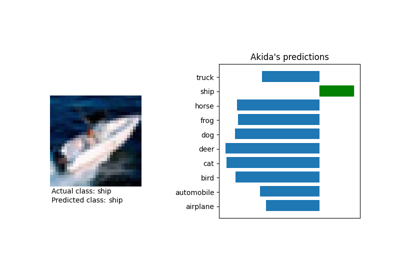 Akida's predictions
truck
ship
horse
frog
dog
deer
cat
bird
automobile
airplane
Actual class: ship
Predicted class: ship